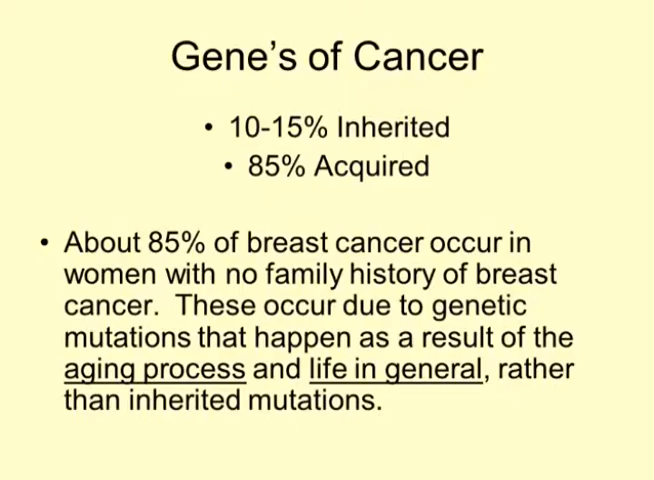 Gene's of Cancer
• 10-15% Inherited
• 85% Acquired
• About 85% of breast cancer occur in
women with no family history of breast
cancer.  These occur due to genetic
mutations that happen as a result of the
aging process and life in general, rather
than inherited mutations.